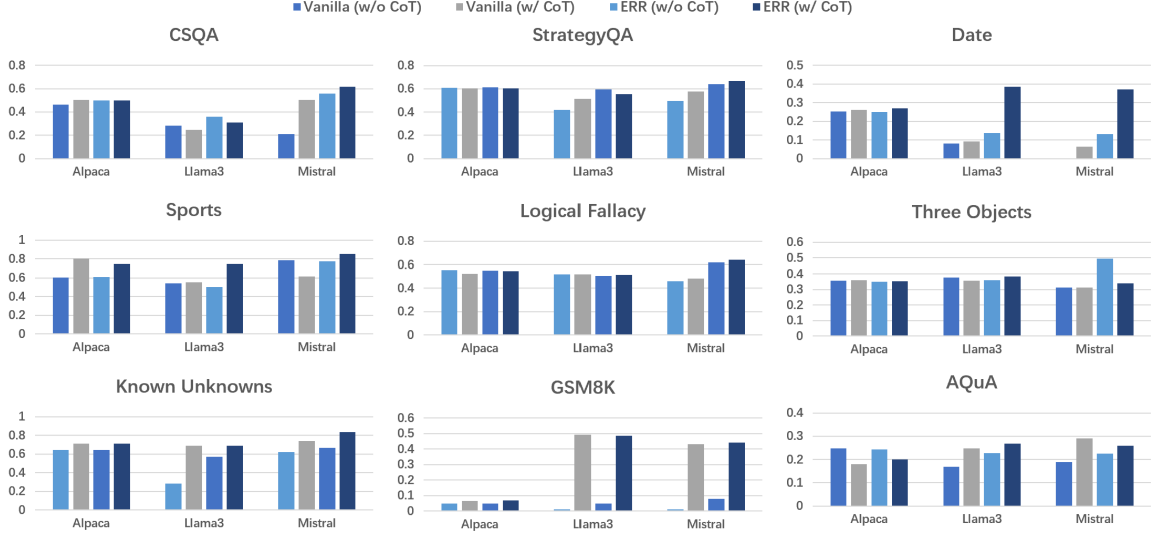 Vanilla (w/o CoT) Vanilla (w/ CoT) ERR (w/o CoT) ERR (w/ CoT)
CSQA
0.8
0.6
0.4
0.2
0
Alpaca Llama3 Mistral
StrategyQA
0.8
0.6
0.4
0.2
0
Alpaca Llama3 Mistral
Date
0.5
0.4
0.3
0.2
0.1
0
Alpaca Llama3 Mistral
Sports
1
0.8
0.6
0.4
0.2
0
Alpaca Llama3 Mistral
Logical Fallacy
0.8
0.6
0.4
0.2
0
Alpaca Llama3 Mistral
Three Objects
0.6
0.5
0.4
0.3
0.2
0.1
0
Alpaca Llama3 Mistral
Known Unknowns
1
0.8
0.6
0.4
0.2
0
Alpaca Llama3 Mistral
GSM8K
0.6
0.5
0.4
0.3
0.2
0.1
0
Alpaca Llama3 Mistral
AQuA
0.4
0.3
0.2
0.1
0
Alpaca Llama3 Mistral